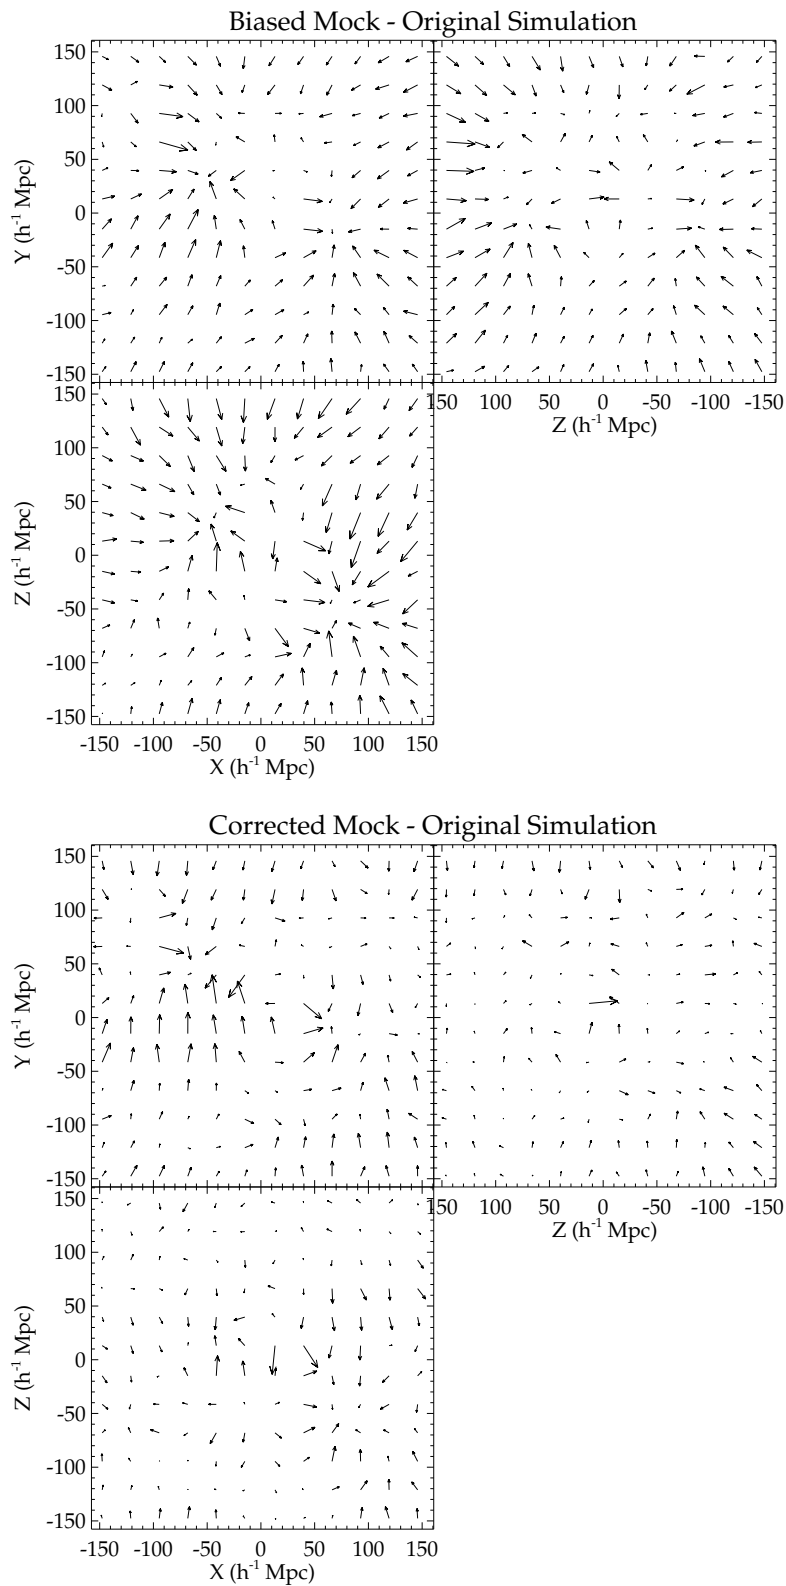 Biased Mock - Original Simulation
150
100
50
0
-50
-100
-150
Y (h-1 Mpc)
150 100 50 0 -50 -100 -150
Z (h-1 Mpc)
150
100
50
0
-50
-100
-150
Z (h-1 Mpc)
-150 -100 -50 0 50 100 150
X (h-1 Mpc)
Corrected Mock - Original Simulation
150
100
50
0
-50
-100
-150
Y (h-1 Mpc)
150 100 50 0 -50 -100 -150
Z (h-1 Mpc)
150
100
50
0
-50
-100
-150
Z (h-1 Mpc)
-150 -100 -50 0 50 100 150
X (h-1 Mpc)